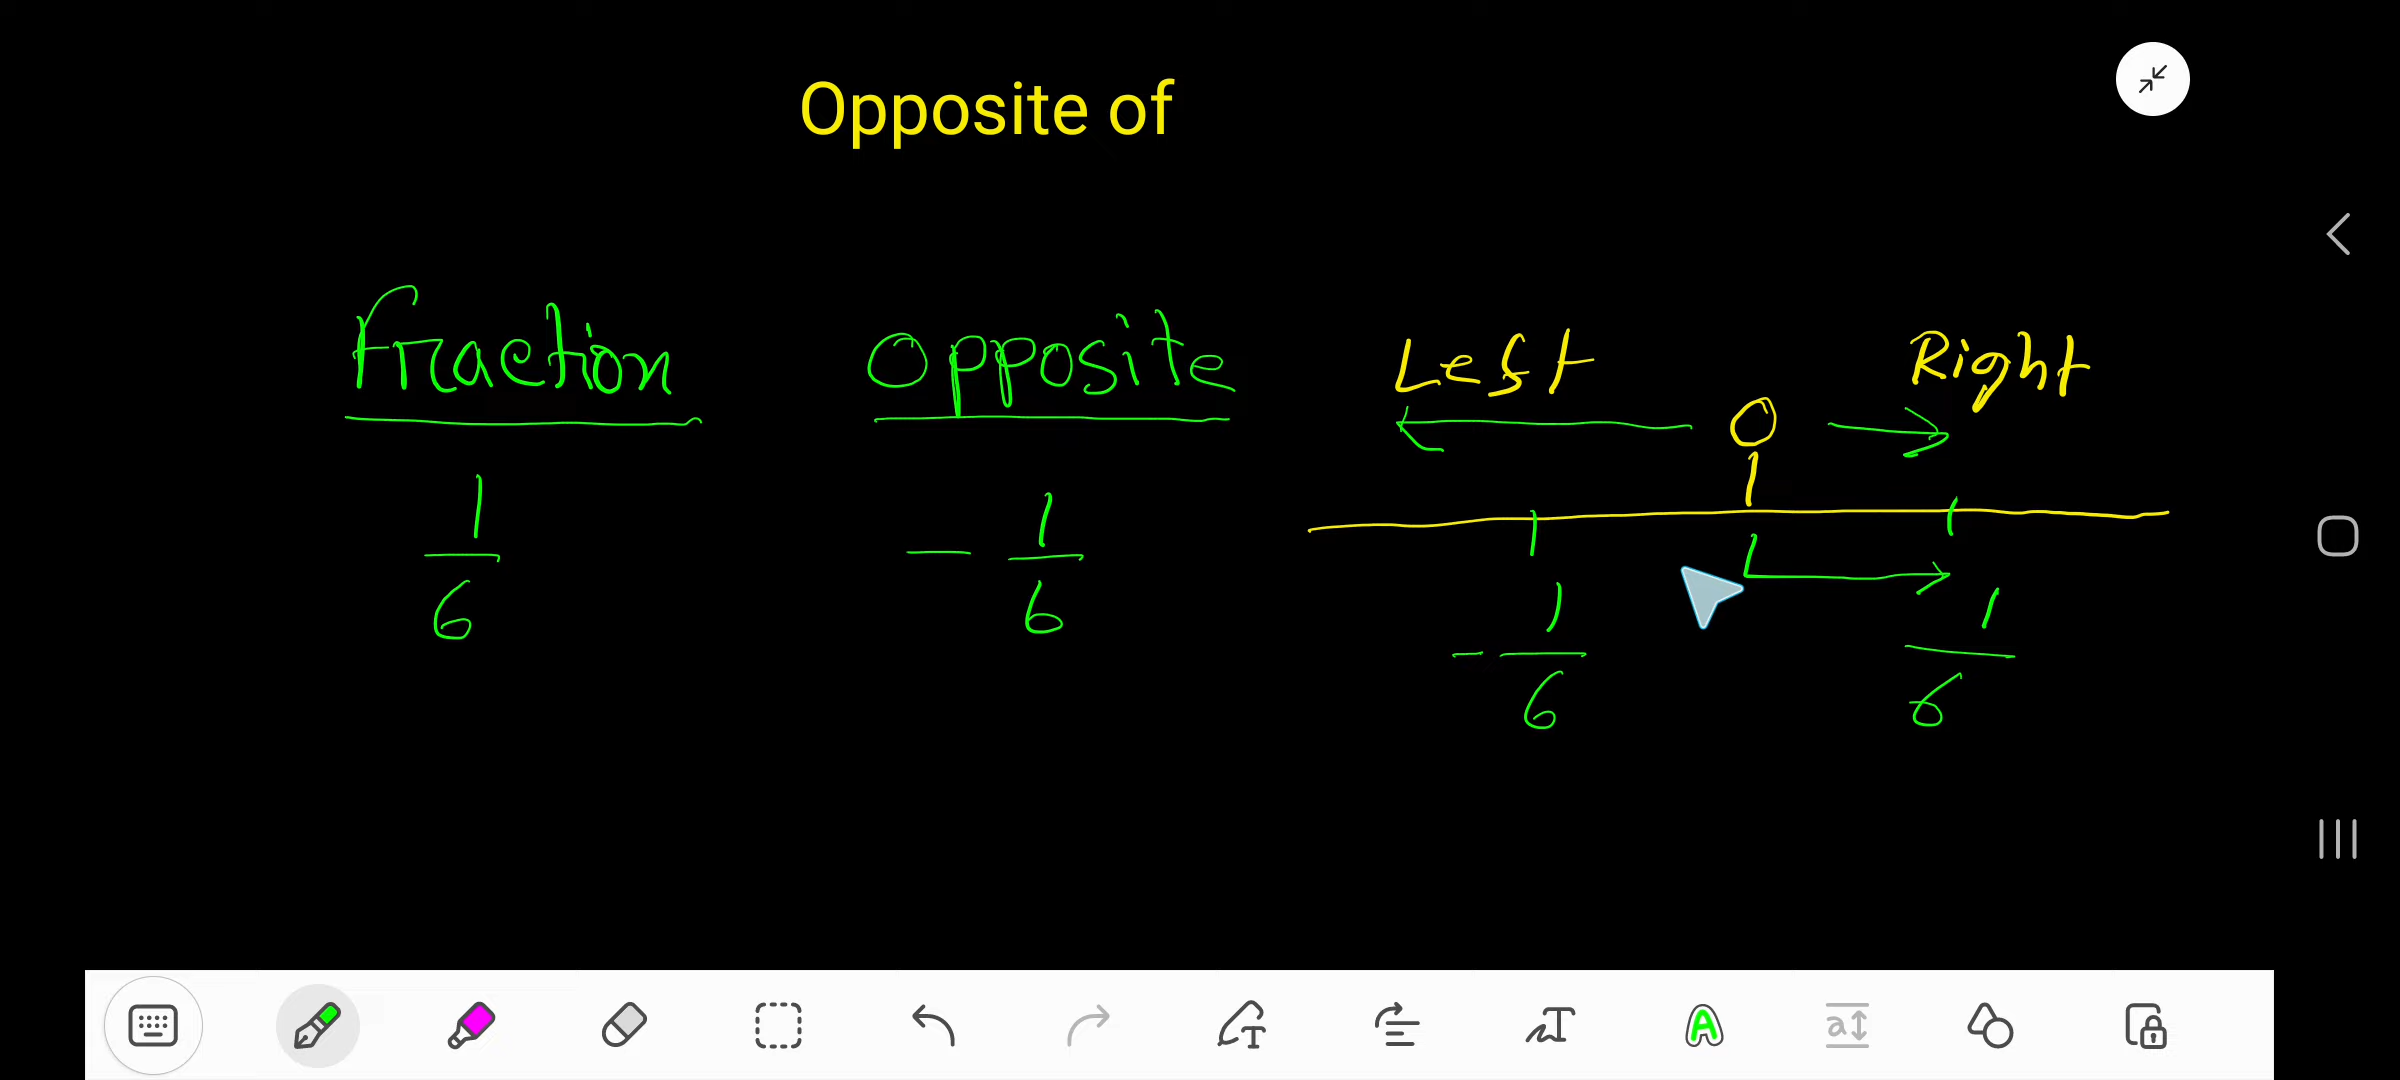 Opposite of
Fraction
opposite
Left
Right
0
1
6
- 1
6
- 1
6
1
6